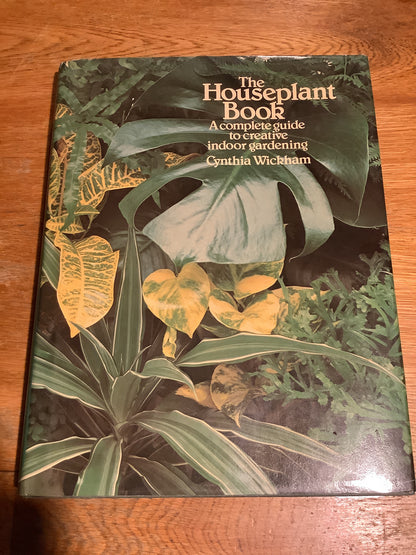 The
Houseplant
Book
A complete guide
to creative
indoor gardening
Cynthia Wickham